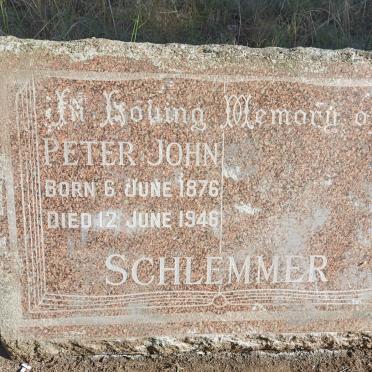 In Loving Memory o
PETER JOHN
BORN 6 JUNE 1876
DIED 12 JUNE 1946
SCHLEMMER